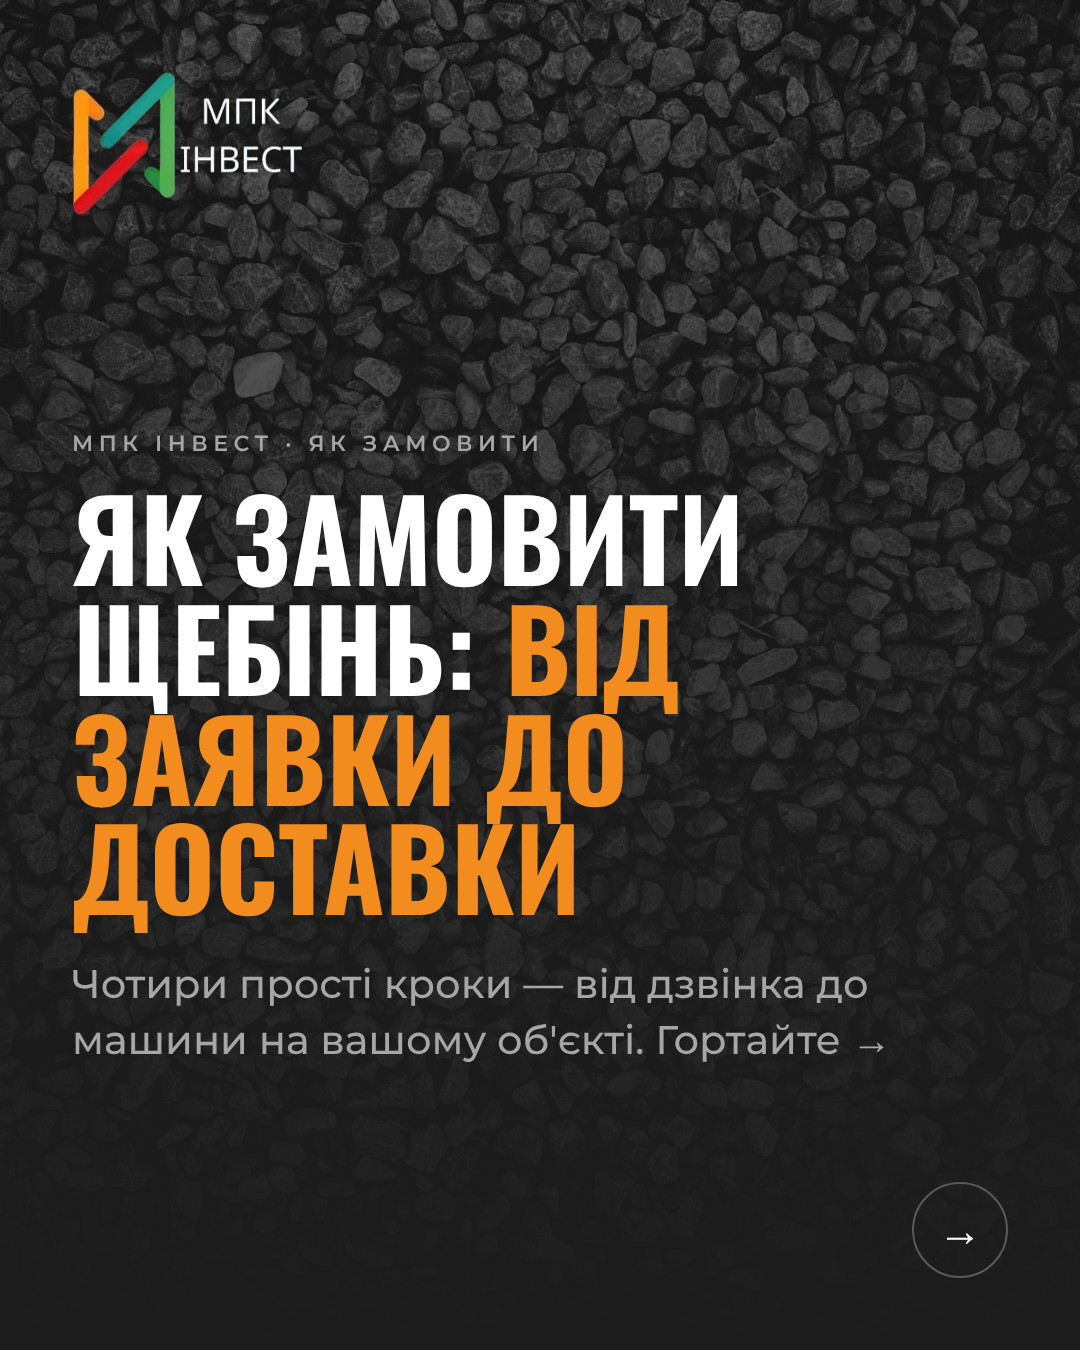 МПК
ІНВЕСТ
МПК ІНВЕСТ · ЯК ЗАМОВИТИ
ЯК ЗАМОВИТИ
ЩЕБІНЬ: ВІД
ЗАЯВКИ ДО
ДОСТАВКИ
Чотири прості кроки — від дзвінка до
машини на вашому об'єкті. Гортайте →
→